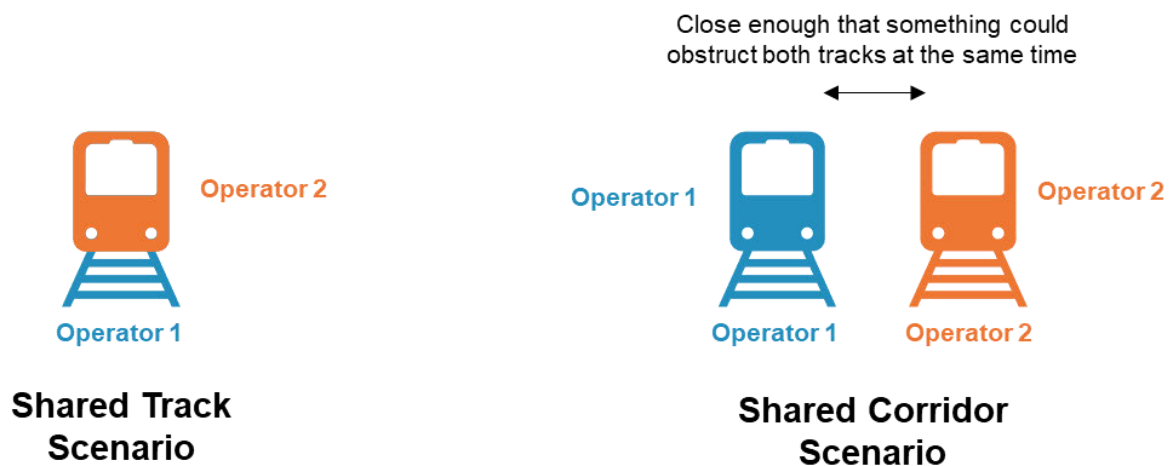 Close enough that something could
obstruct both tracks at the same time
Operator 2
Operator 1
Shared Track
Scenario
Operator 1
Operator 2
Operator 1
Operator 2
Shared Corridor
Scenario